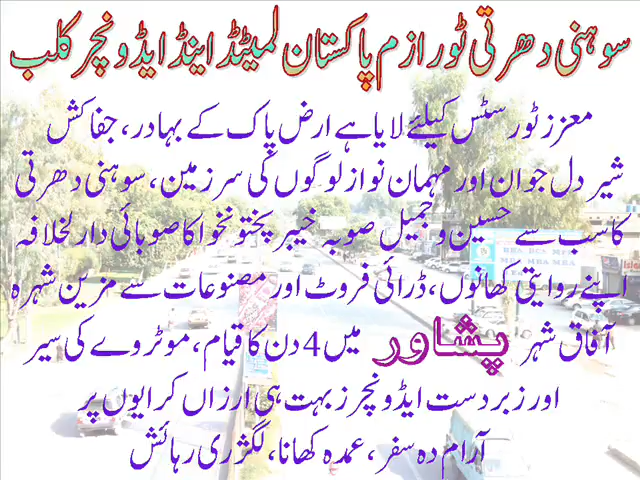 سوہنی دھرتی ٹورازم پاکستان لمیٹڈ اینڈ ایڈونچر کلب
معزز ٹورسٹس کیلئے لایا ہے ارض پاک کے بہادر، جفاکش
شیر دل جوان اور مہمان نواز لوگوں کی سرزمین، سوہنی دھرتی
کا سب سے حسین و جمیل صوبہ خیبر پختونخوا کا صوبائی دارلخلافہ
اپنے روایتی کھانوں، ڈرائی فروٹ اور مصنوعات سے مزین شہرہ
آفاق شہر پشاور میں 4 دن کا قیام، موٹروے کی سیر
اور زبردست ایڈونچرز بہت ہی ارزاں کرایوں پر
آرام دہ سفر، عمدہ کھانا، لگژری رہائش